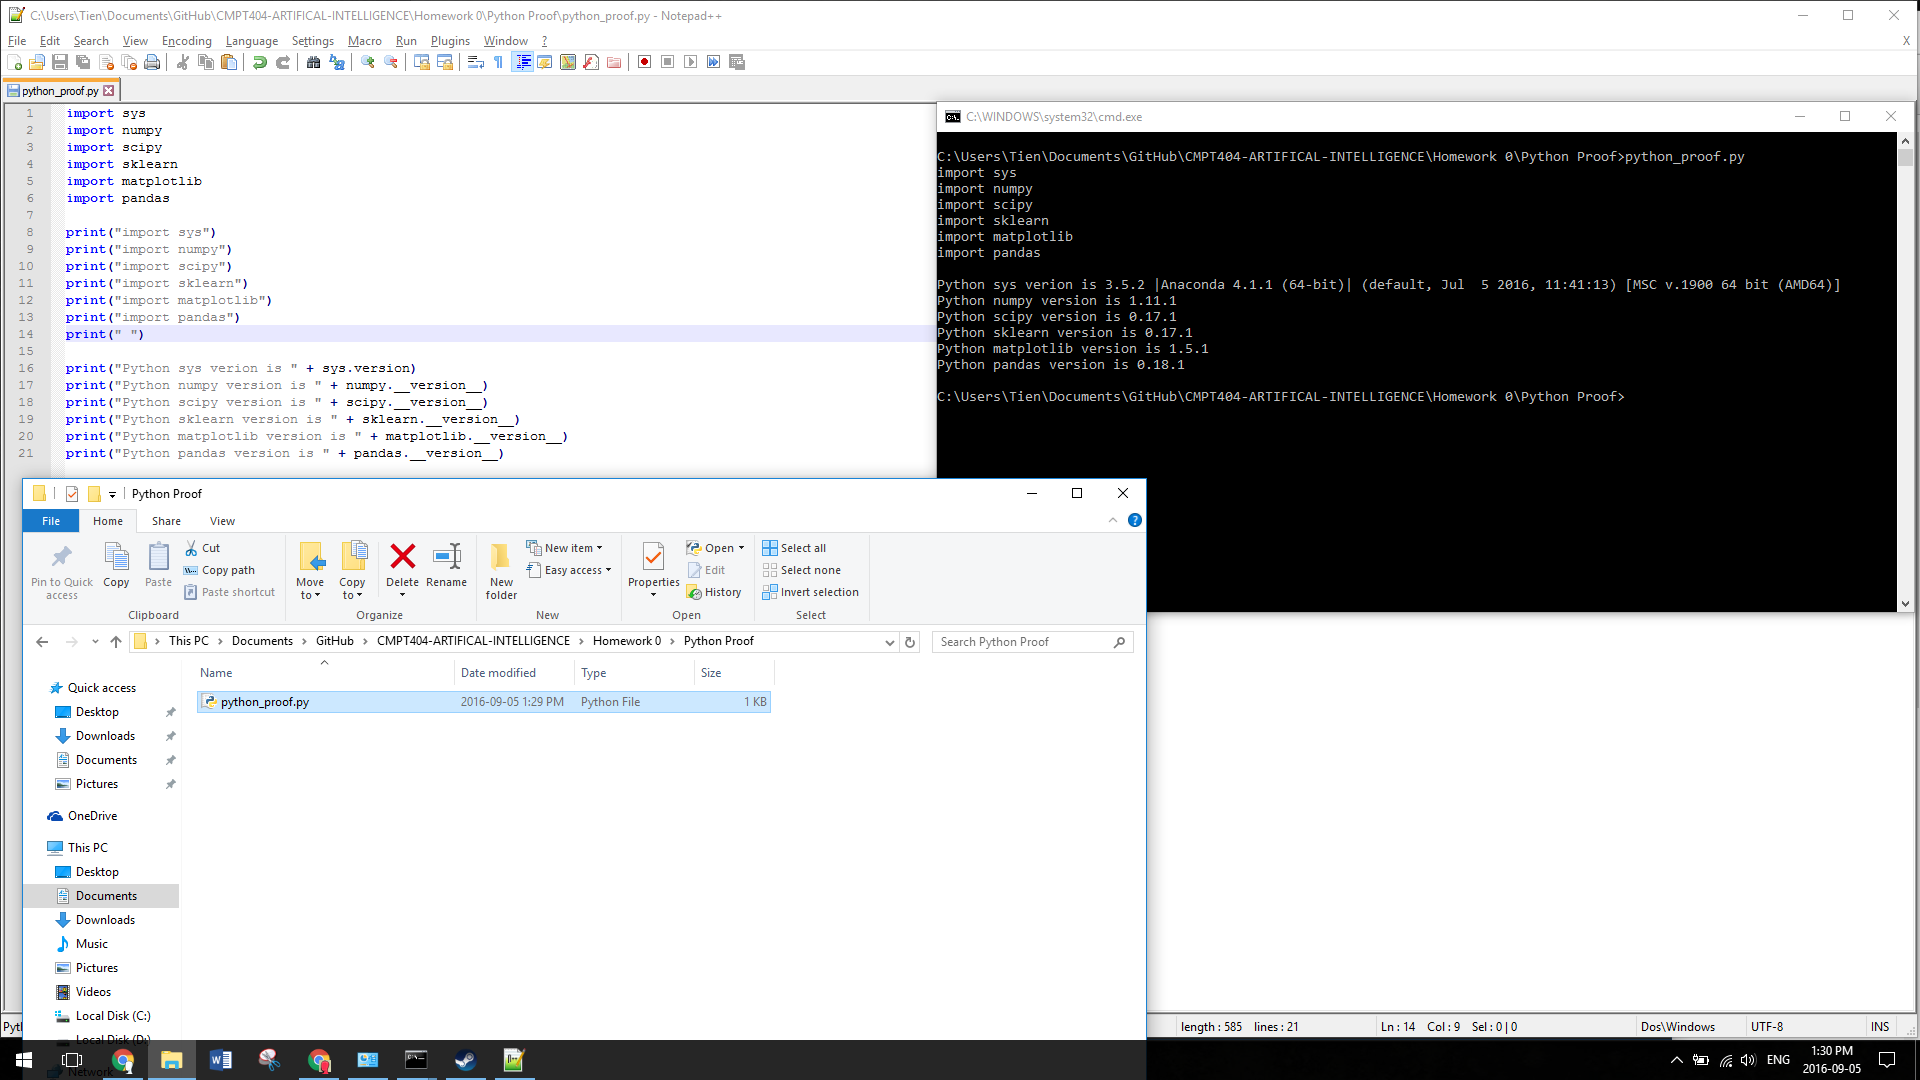 C:\Users\Tien\Documents\GitHub\CMPT404-ARTIFICAL-INTELLIGENCE\Homework 0\Python Proof\python_proof.py - Notepad++
File Edit Search View Encoding Language Settings Macro Run Plugins Window ? X
python_proof.py
1 import sys
2 import numpy
3 import scipy
4 import sklearn
5 import matplotlib
6 import pandas
7
8 print("import sys")
9 print("import numpy")
10 print("import scipy")
11 print("import sklearn")
12 print("import matplotlib")
13 print("import pandas")
14 print(" ")
15
16 print("Python sys verion is " + sys.version)
17 print("Python numpy version is " + numpy.__version__)
18 print("Python scipy version is " + scipy.__version__)
19 print("Python sklearn version is " + sklearn.__version__)
20 print("Python matplotlib version is " + matplotlib.__version__)
21 print("Python pandas version is " + pandas.__version__)
C:\WINDOWS\system32\cmd.exe
C:\Users\Tien\Documents\GitHub\CMPT404-ARTIFICAL-INTELLIGENCE\Homework 0\Python Proof>python_proof.py
import sys
import numpy
import scipy
import sklearn
import matplotlib
import pandas
Python sys verion is 3.5.2 |Anaconda 4.1.1 (64-bit)| (default, Jul  5 2016, 11:41:13) [MSC v.1900 64 bit (AMD64)]
Python numpy version is 1.11.1
Python scipy version is 0.17.1
Python sklearn version is 0.17.1
Python matplotlib version is 1.5.1
Python pandas version is 0.18.1
C:\Users\Tien\Documents\GitHub\CMPT404-ARTIFICAL-INTELLIGENCE\Homework 0\Python Proof>
Python Proof
File Home Share View
Pin to Quick access
Copy
Paste
Cut
Copy path
Paste shortcut
Clipboard
Move to
Copy to
Delete
Rename
Organize
New folder
New item
Easy access
New
Properties
Open
Edit
History
Open
Select all
Select none
Invert selection
Select
This PC > Documents > GitHub > CMPT404-ARTIFICAL-INTELLIGENCE > Homework 0 > Python Proof
Search Python Proof
Name Date modified Type Size
python_proof.py 2016-09-05 1:29 PM Python File 1 KB
Quick access
Desktop
Downloads
Documents
Pictures
OneDrive
This PC
Desktop
Documents
Downloads
Music
Pictures
Videos
Local Disk (C:)
Local Disk (D:)
Network
Pyt
length : 585 lines : 21 Ln : 14 Col : 9 Sel : 0 | 0 Dos\Windows UTF-8 INS
ENG
1:30 PM
2016-09-05